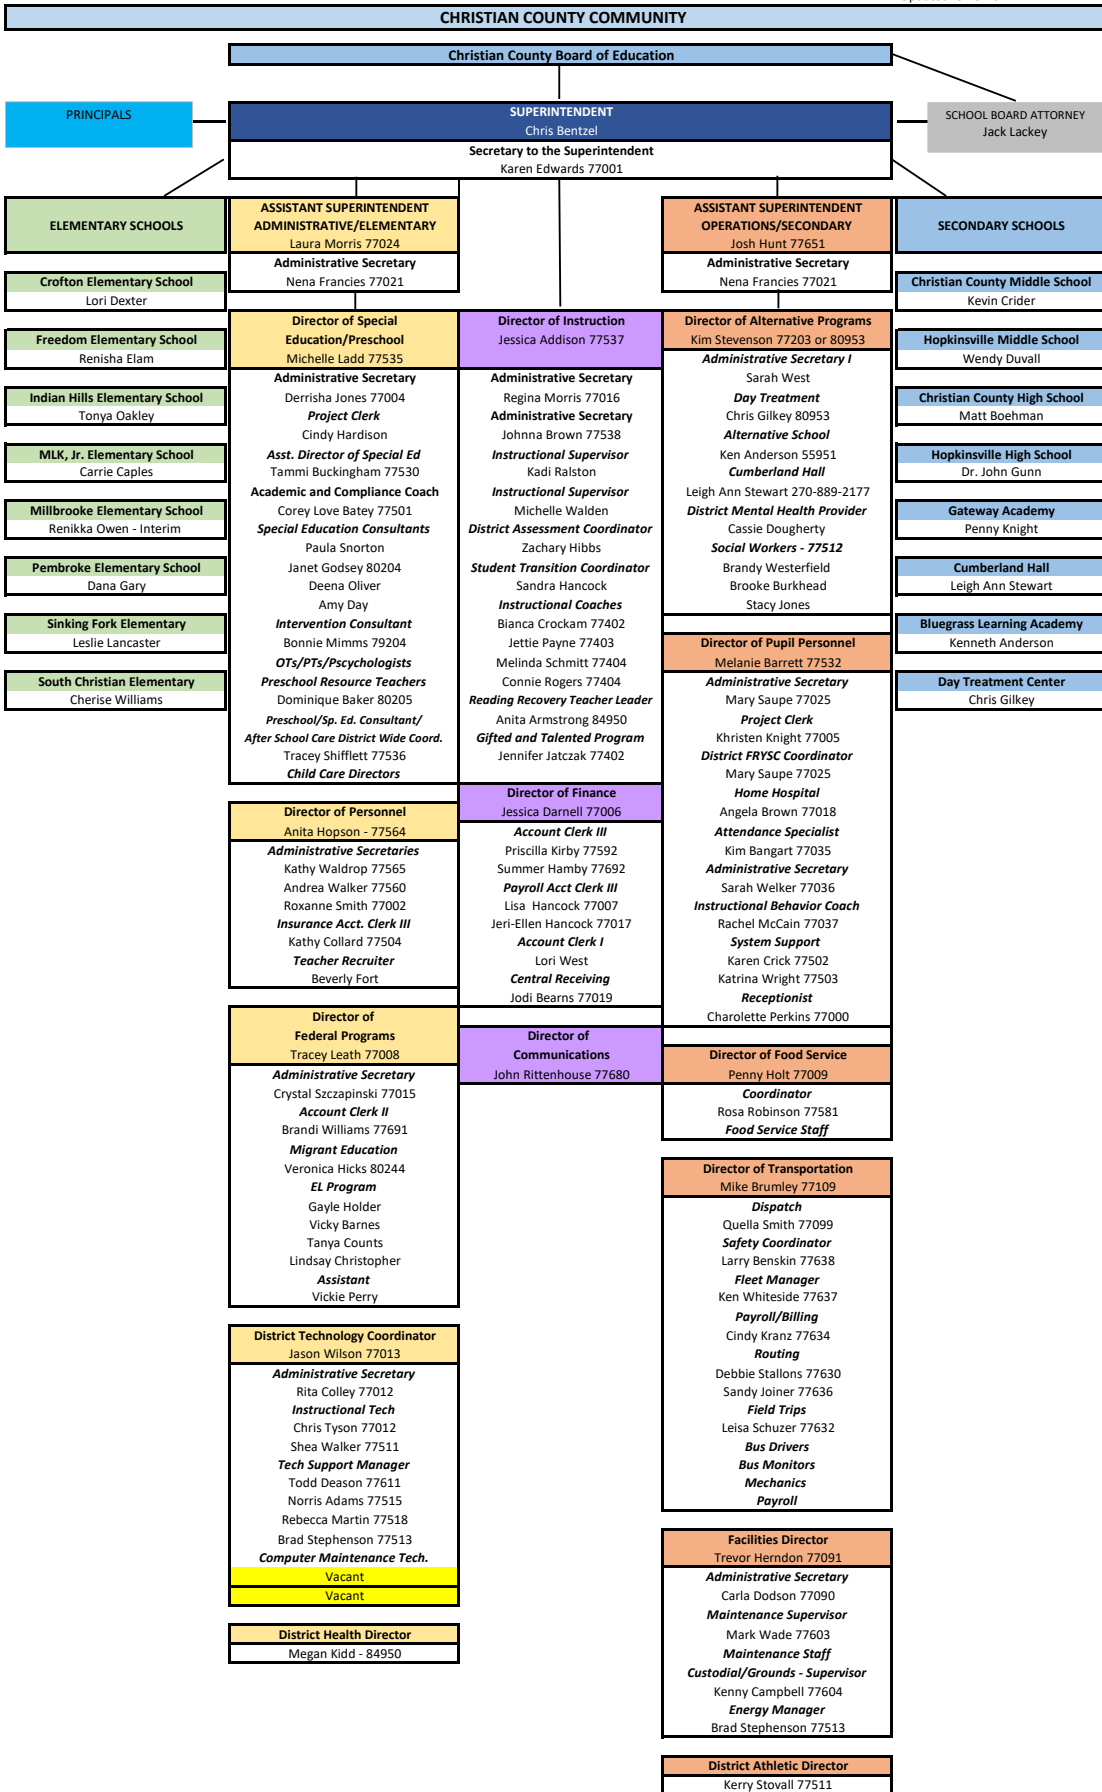 CHRISTIAN COUNTY COMMUNITY
Christian County Board of Education
PRINCIPALS
SUPERINTENDENT
Chris Bentzel
SCHOOL BOARD ATTORNEY
Jack Lackey
Secretary to the Superintendent
Karen Edwards 77001
ELEMENTARY SCHOOLS
Crofton Elementary School
Lori Dexter
Freedom Elementary School
Renisha Elam
Indian Hills Elementary School
Tonya Oakley
MLK, Jr. Elementary School
Carrie Caples
Millbrooke Elementary School
Renikka Owen - Interim
Pembroke Elementary School
Dana Gary
Sinking Fork Elementary
Leslie Lancaster
South Christian Elementary
Cherise Williams
ASSISTANT SUPERINTENDENT
ADMINISTRATIVE/ELEMENTARY
Laura Morris 77024
Administrative Secretary
Nena Francies 77021
Director of Special
Education/Preschool
Michelle Ladd 77535
Administrative Secretary
Derrisha Jones 77004
Project Clerk
Cindy Hardison
Asst. Director of Special Ed
Tammi Buckingham 77530
Academic and Compliance Coach
Corey Love Batey 77501
Special Education Consultants
Paula Snorton
Janet Godsey 80204
Deena Oliver
Amy Day
Intervention Consultant
Bonnie Mimms 79204
OTs/PTs/Pscychologists
Preschool Resource Teachers
Dominique Baker 80205
Preschool/Sp. Ed. Consultant/
After School Care District Wide Coord.
Tracey Shifflett 77536
Child Care Directors
Director of Personnel
Anita Hopson - 77564
Administrative Secretaries
Kathy Waldrop 77565
Andrea Walker 77560
Roxanne Smith 77002
Insurance Acct. Clerk III
Kathy Collard 77504
Teacher Recruiter
Beverly Fort
Director of
Federal Programs
Tracey Leath 77008
Administrative Secretary
Crystal Szczapinski 77015
Account Clerk II
Brandi Williams 77691
Migrant Education
Veronica Hicks 80244
EL Program
Gayle Holder
Vicky Barnes
Tanya Counts
Lindsay Christopher
Assistant
Vickie Perry
District Technology Coordinator
Jason Wilson 77013
Administrative Secretary
Rita Colley 77012
Instructional Tech
Chris Tyson 77012
Shea Walker 77511
Tech Support Manager
Todd Deason 77611
Norris Adams 77515
Rebecca Martin 77518
Brad Stephenson 77513
Computer Maintenance Tech.
Vacant
Vacant
District Health Director
Megan Kidd - 84950
Director of Instruction
Jessica Addison 77537
Administrative Secretary
Regina Morris 77016
Administrative Secretary
Johnna Brown 77538
Instructional Supervisor
Kadi Ralston
Instructional Supervisor
Michelle Walden
District Assessment Coordinator
Zachary Hibbs
Student Transition Coordinator
Sandra Hancock
Instructional Coaches
Bianca Crockam 77402
Jettie Payne 77403
Melinda Schmitt 77404
Connie Rogers 77404
Reading Recovery Teacher Leader
Anita Armstrong 84950
Gifted and Talented Program
Jennifer Jatczak 77402
Director of Finance
Jessica Darnell 77006
Account Clerk III
Priscilla Kirby 77592
Summer Hamby 77692
Payroll Acct Clerk III
Lisa Hancock 77007
Jeri-Ellen Hancock 77017
Account Clerk I
Lori West
Central Receiving
Jodi Bearns 77019
Director of
Communications
John Rittenhouse 77680
ASSISTANT SUPERINTENDENT
OPERATIONS/SECONDARY
Josh Hunt 77651
Administrative Secretary
Nena Francies 77021
Director of Alternative Programs
Kim Stevenson 77203 or 80953
Administrative Secretary I
Sarah West
Day Treatment
Chris Gilkey 80953
Alternative School
Ken Anderson 55951
Cumberland Hall
Leigh Ann Stewart 270-889-2177
District Mental Health Provider
Cassie Dougherty
Social Workers - 77512
Brandy Westerfield
Brooke Burkhead
Stacy Jones
Director of Pupil Personnel
Melanie Barrett 77532
Administrative Secretary
Mary Saupe 77025
Project Clerk
Khristen Knight 77005
District FRYSC Coordinator
Mary Saupe 77025
Home Hospital
Angela Brown 77018
Attendance Specialist
Kim Bangart 77035
Administrative Secretary
Sarah Welker 77036
Instructional Behavior Coach
Rachel McCain 77037
System Support
Karen Crick 77502
Katrina Wright 77503
Receptionist
Charolette Perkins 77000
Director of Food Service
Penny Holt 77009
Coordinator
Rosa Robinson 77581
Food Service Staff
Director of Transportation
Mike Brumley 77109
Dispatch
Quella Smith 77099
Safety Coordinator
Larry Benskin 77638
Fleet Manager
Ken Whiteside 77637
Payroll/Billing
Cindy Kranz 77634
Routing
Debbie Stallons 77630
Sandy Joiner 77636
Field Trips
Leisa Schuzer 77632
Bus Drivers
Bus Monitors
Mechanics
Payroll
Facilities Director
Trevor Herndon 77091
Administrative Secretary
Carla Dodson 77090
Maintenance Supervisor
Mark Wade 77603
Maintenance Staff
Custodial/Grounds - Supervisor
Kenny Campbell 77604
Energy Manager
Brad Stephenson 77513
District Athletic Director
Kerry Stovall 77511
SECONDARY SCHOOLS
Christian County Middle School
Kevin Crider
Hopkinsville Middle School
Wendy Duvall
Christian County High School
Matt Boehman
Hopkinsville High School
Dr. John Gunn
Gateway Academy
Penny Knight
Cumberland Hall
Leigh Ann Stewart
Bluegrass Learning Academy
Kenneth Anderson
Day Treatment Center
Chris Gilkey